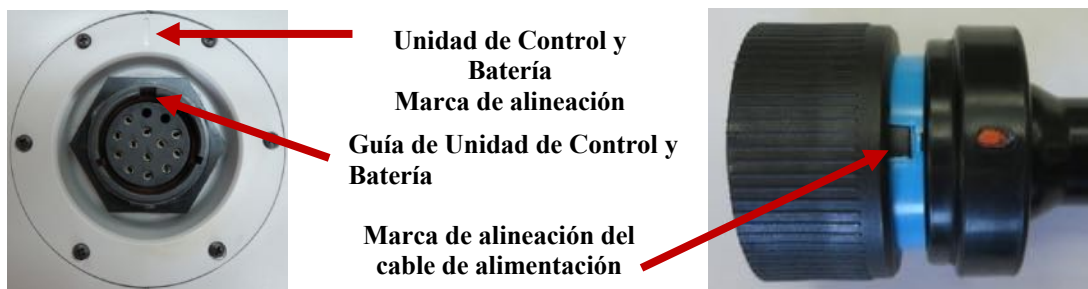 Unidad de Control y
Batería
Marca de alineación
Guía de Unidad de Control y
Batería
Marca de alineación del
cable de alimentación